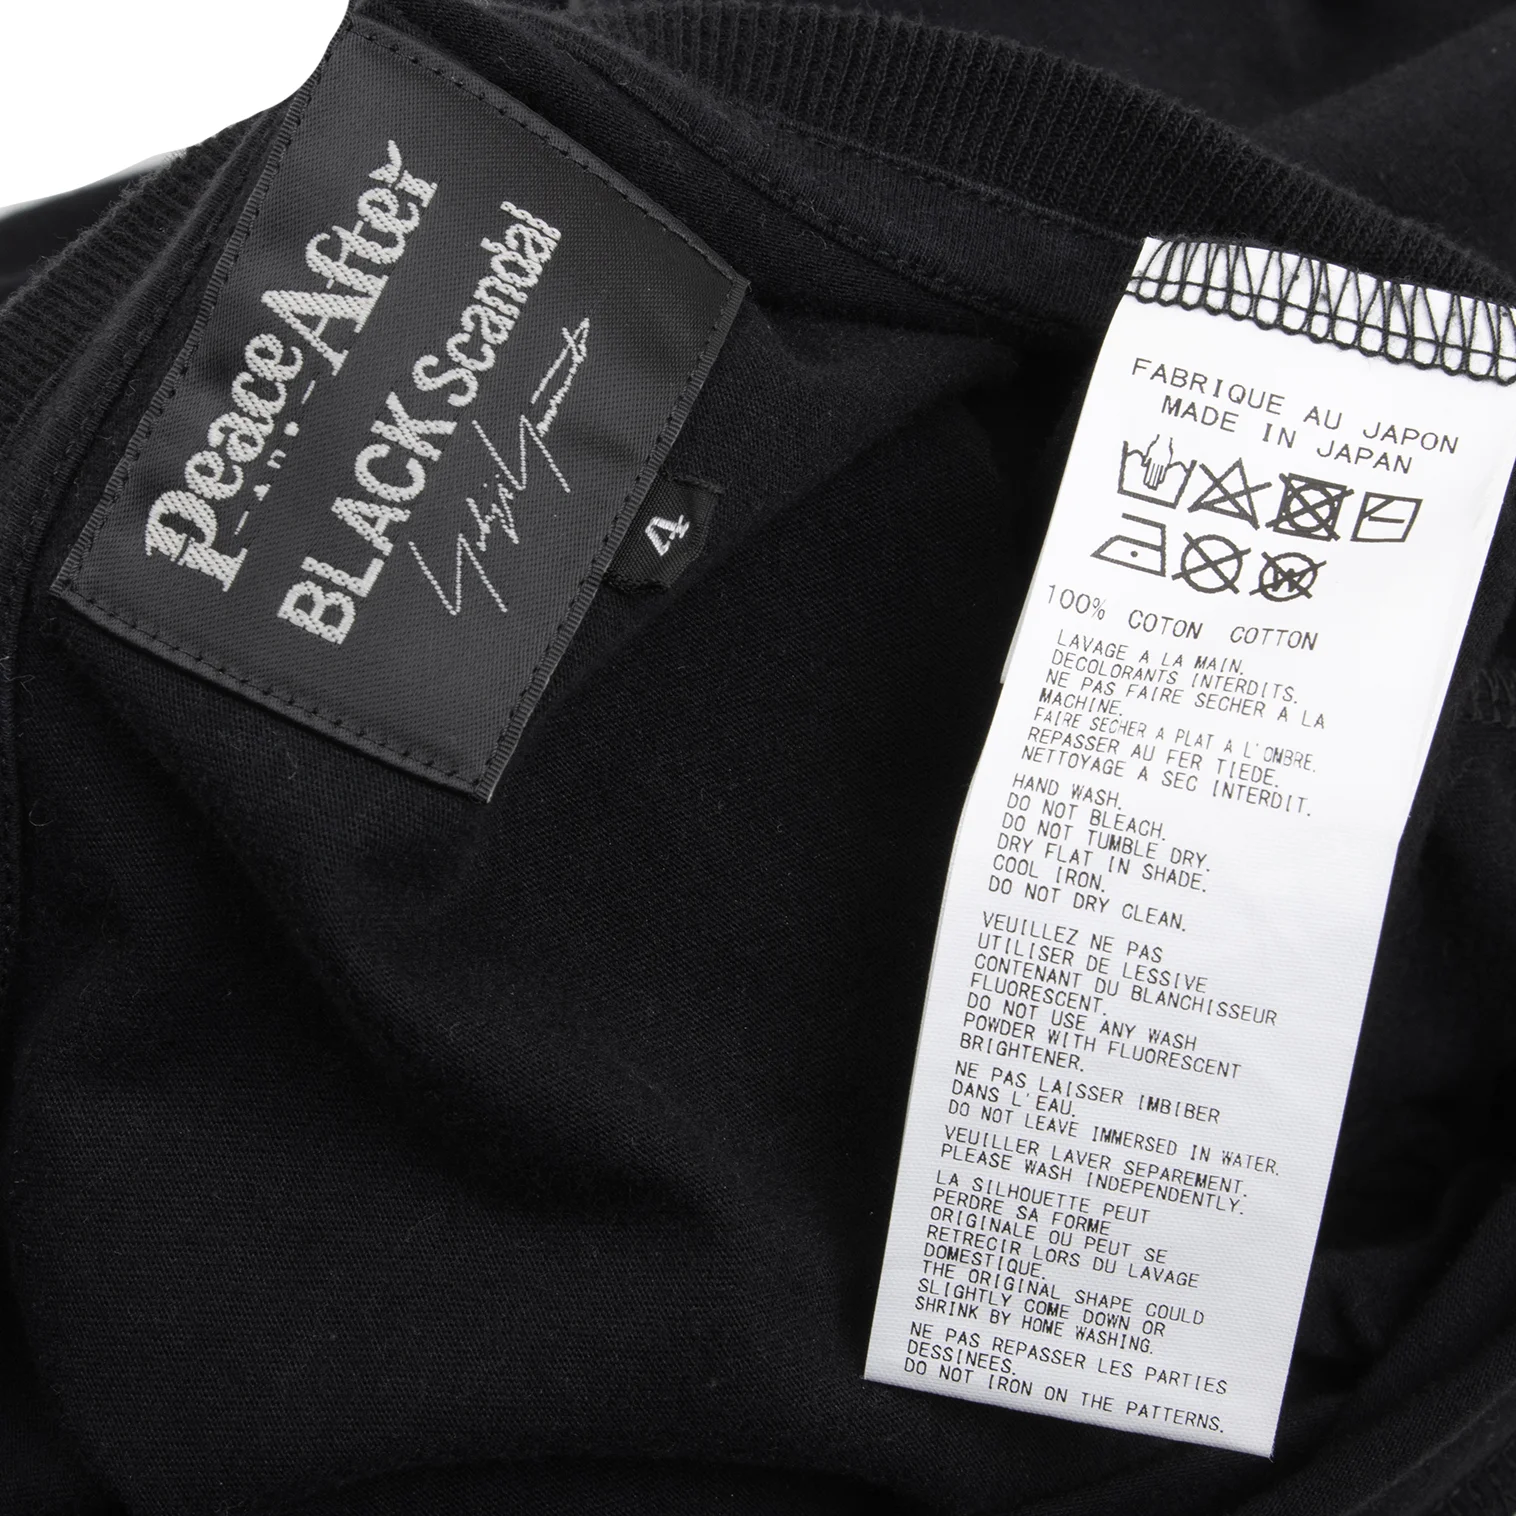 Peace After
BLACK Scandal
Yohji Yamamoto
4
FABRIQUE AU JAPON
MADE IN JAPAN
W
100% COTON COTTON
LAVAGE A LA MAIN.
DECOLORANTS INTERDITS.
NE PAS FAIRE SECHER A LA
MACHINE.
FAIRE SECHER A PLAT A L'OMBRE.
REPASSER AU FER TIEDE.
NETTOYAGE A SEC INTERDIT.
HAND WASH.
DO NOT BLEACH.
DO NOT TUMBLE DRY.
DRY FLAT IN SHADE.
COOL IRON.
DO NOT DRY CLEAN.
VEUILLEZ NE PAS
UTILISER DE LESSIVE
CONTENANT DU BLANCHISSEUR
FLUORESCENT.
DO NOT USE ANY WASH
POWDER WITH FLUORESCENT
BRIGHTENER.
NE PAS LAISSER IMBIBER
DANS L'EAU.
DO NOT LEAVE IMMERSED IN WATER.
VEUILLER LAVER SEPAREMENT.
PLEASE WASH INDEPENDENTLY.
LA SILHOUETTE PEUT
PERDRE SA FORME
ORIGINALE OU PEUT SE
RETRECIR LORS DU LAVAGE
DOMESTIQUE.
THE ORIGINAL SHAPE COULD
SLIGHTLY COME DOWN OR
SHRINK BY HOME WASHING.
NE PAS REPASSER LES PARTIES
DESSINEES.
DO NOT IRON ON THE PATTERNS.